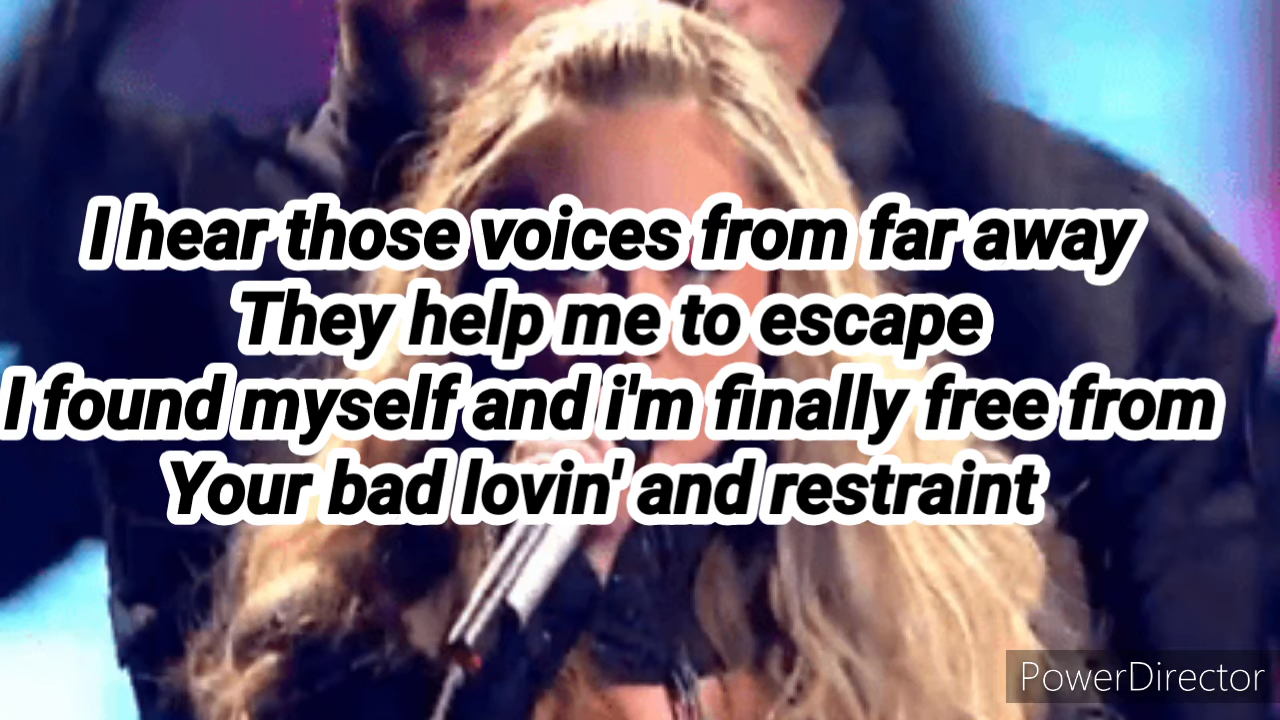 I hear those voices from far away
They help me to escape
I found myself and i'm finally free from
Your bad lovin' and restraint
PowerDirector